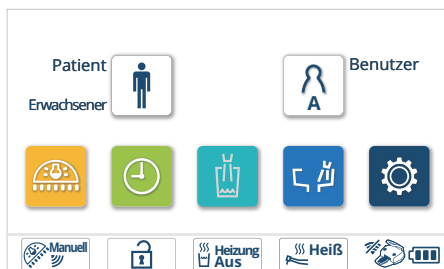 Patient
Erwachsener
Benutzer
A
Manuell
Heizung
Aus
Heiß